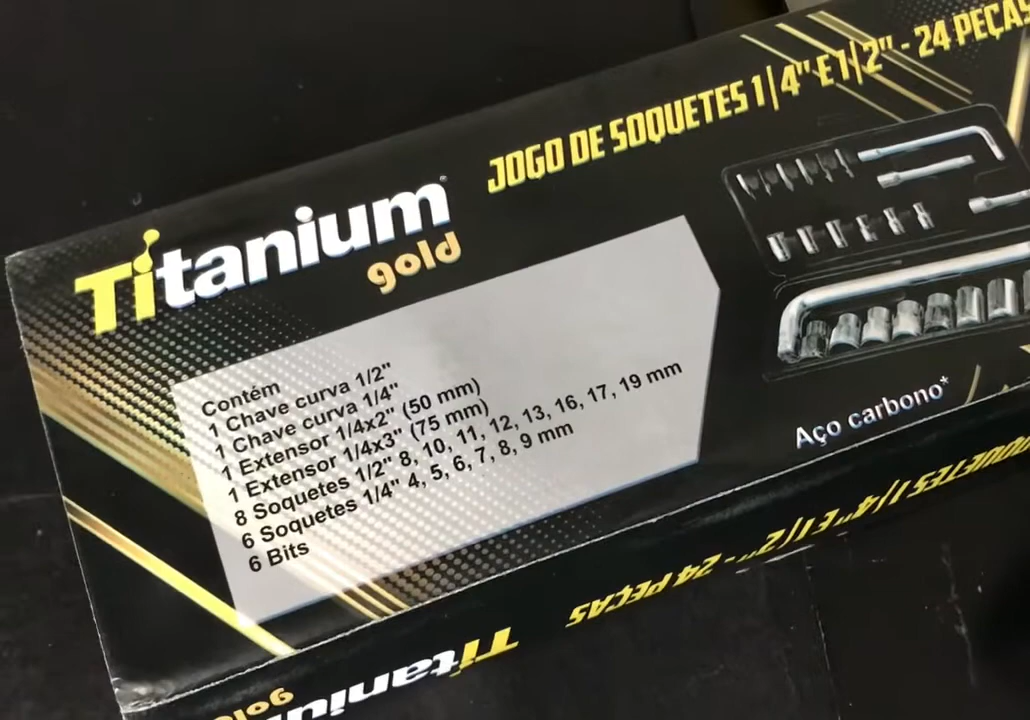 JOGO DE SOQUETES 1/4" E 1/2" - 24 PEÇAS
Titanium
gold
Contém
1 Chave curva 1/2"
1 Chave curva 1/4"
1 Extensor 1/4x2" (50 mm)
1 Extensor 1/4x3" (75 mm)
8 Soquetes 1/2" 8, 10, 11, 12, 13, 16, 17, 19 mm
6 Soquetes 1/4" 4, 5, 6, 7, 8, 9 mm
6 Bits
Aço carbono*
SOQUETES 1/4" E 1/2" - 24 PEÇAS
Titanium
gold